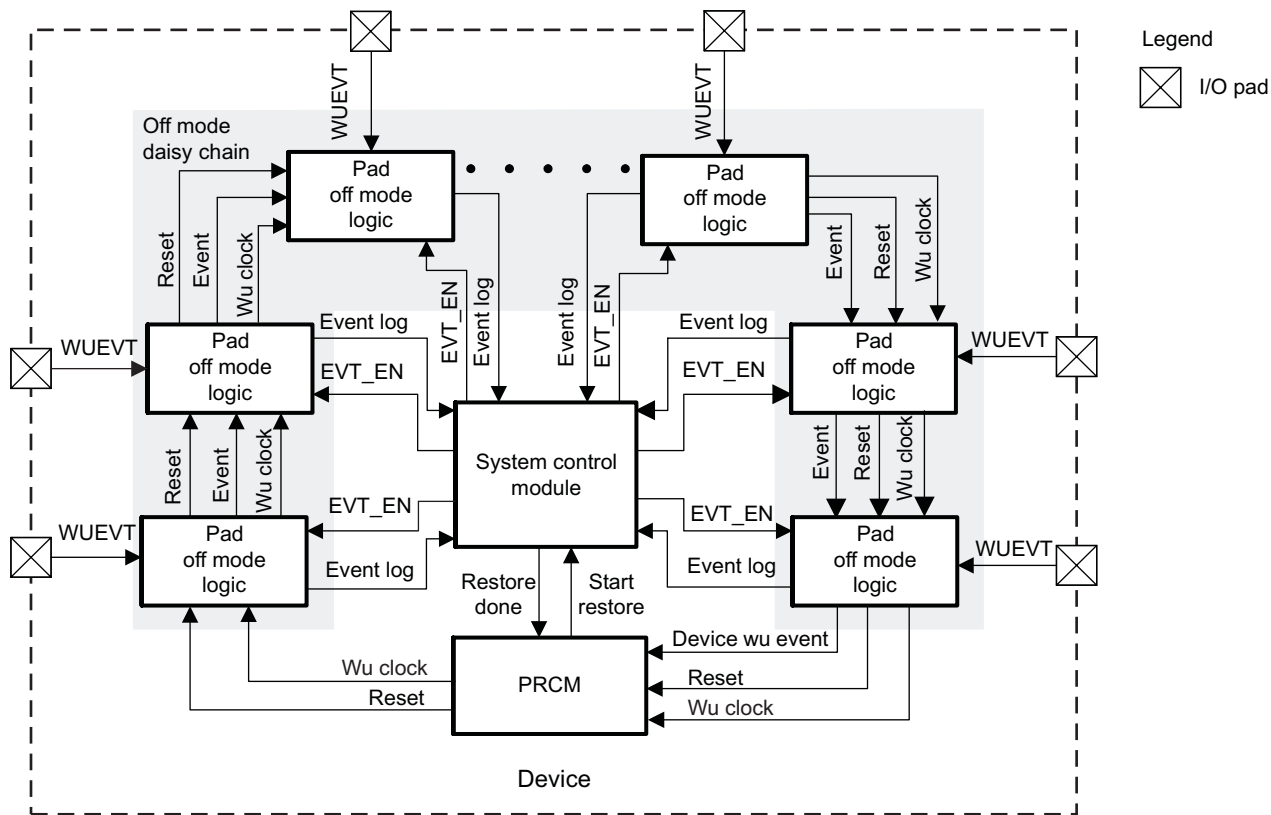 Legend
I/O pad
WUEVT
WUEVT
Off mode
daisy chain
Pad
off mode
logic
Pad
off mode
logic
Reset
Event
Wu clock
EVT_EN
Event log
Event log
EVT_EN
Event
Reset
Wu clock
WUEVT
Pad
off mode
logic
Event log
EVT_EN
Event log
EVT_EN
Pad
off mode
logic
WUEVT
Reset
Event
Wu clock
System control
module
Event
Reset
Wu clock
WUEVT
Pad
off mode
logic
EVT_EN
Event log
EVT_EN
Event log
Pad
off mode
logic
WUEVT
Restore
done
Start
restore
Wu clock
Reset
PRCM
Device wu event
Reset
Wu clock
Device